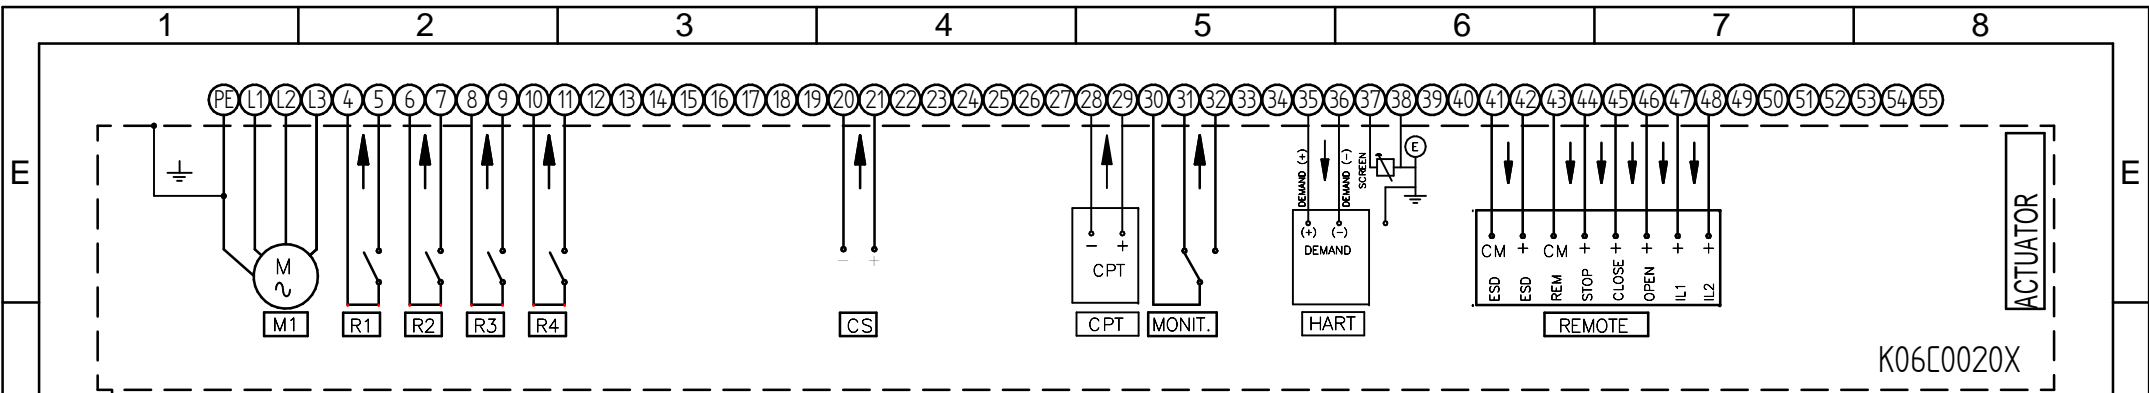 1 2 3 4 5 6 7 8
PE L1 L2 L3 4 5 6 7 8 9 10 11 12 13 14 15 16 17 18 19 20 21 22 23 24 25 26 27 28 29 30 31 32 33 34 35 36 37 38 39 40 41 42 43 44 45 46 47 48 49 50 51 52 53 54 55
E E
DEMAND (+) DEMAND (-) SCREEN E
ACTUATOR
M
- +
- +
CPT
(+) (-)
DEMAND
CM + CM + + + + +
ESD ESD REM STOP CLOSE OPEN IL1 IL2
M1 R1 R2 R3 R4 CS CPT MONIT. HART REMOTE
K06E0020X